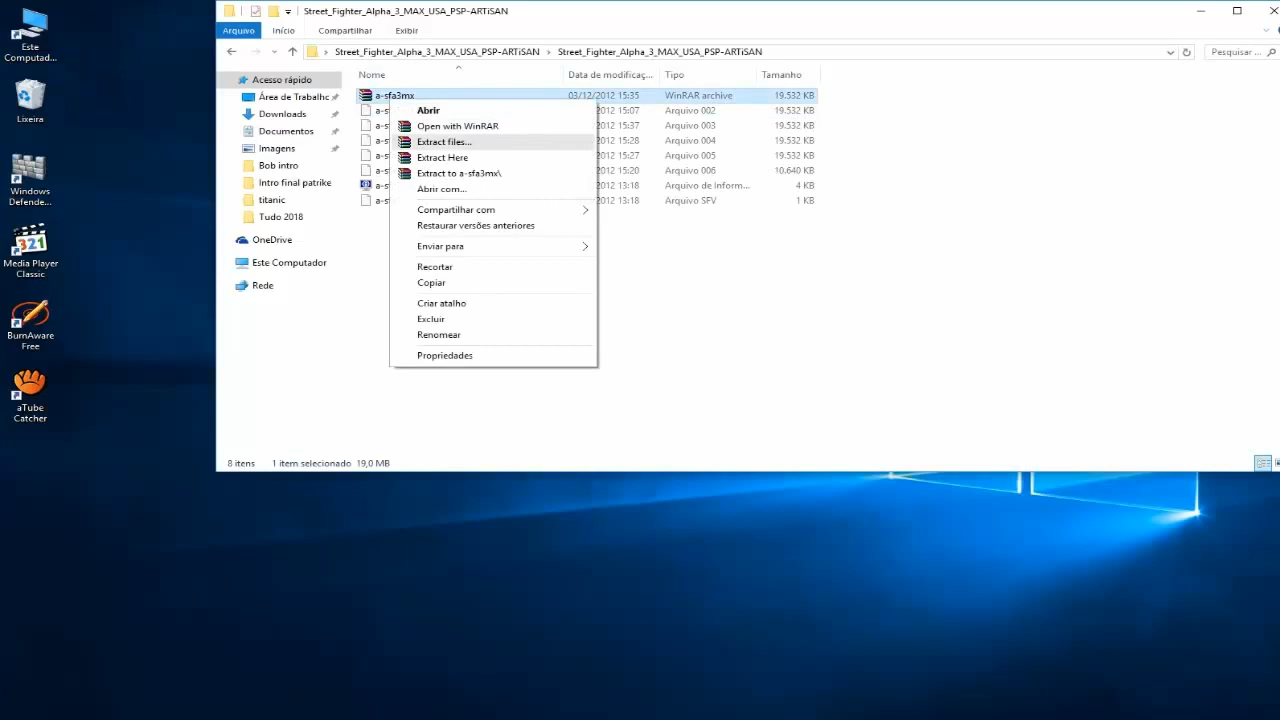 Street_Fighter_Alpha_3_MAX_USA_PSP-ARTiSAN
Arquivo Início Compartilhar Exibir
Street_Fighter_Alpha_3_MAX_USA_PSP-ARTiSAN Street_Fighter_Alpha_3_MAX_USA_PSP-ARTiSAN Pesquisar ...
Nome Data de modificaç... Tipo Tamanho
a-sfa3mx 03/12/2012 15:35 WinRAR archive 19.532 KB
2012 15:07 Arquivo 002 19.532 KB
2012 15:37 Arquivo 003 19.532 KB
2012 15:28 Arquivo 004 19.532 KB
2012 15:27 Arquivo 005 19.532 KB
2012 15:20 Arquivo 006 10.640 KB
2012 13:18 Arquivo de Inform... 4 KB
2012 13:18 Arquivo SFV 1 KB
Abrir
Open with WinRAR
Extract files...
Extract Here
Extract to a-sfa3mx\
Abrir com...
Compartilhar com
Restaurar versões anteriores
Enviar para
Recortar
Copiar
Criar atalho
Excluir
Renomear
Propriedades
Acesso rápido
Área de Trabalhc
Downloads
Documentos
Imagens
Bob intro
Intro final patrike
titanic
Tudo 2018
OneDrive
Este Computador
Rede
8 itens 1 item selecionado 19,0 MB
Este
Computad...
Lixeira
Windows
Defende...
321
Media Player
Classic
BurnAware
Free
aTube
Catcher